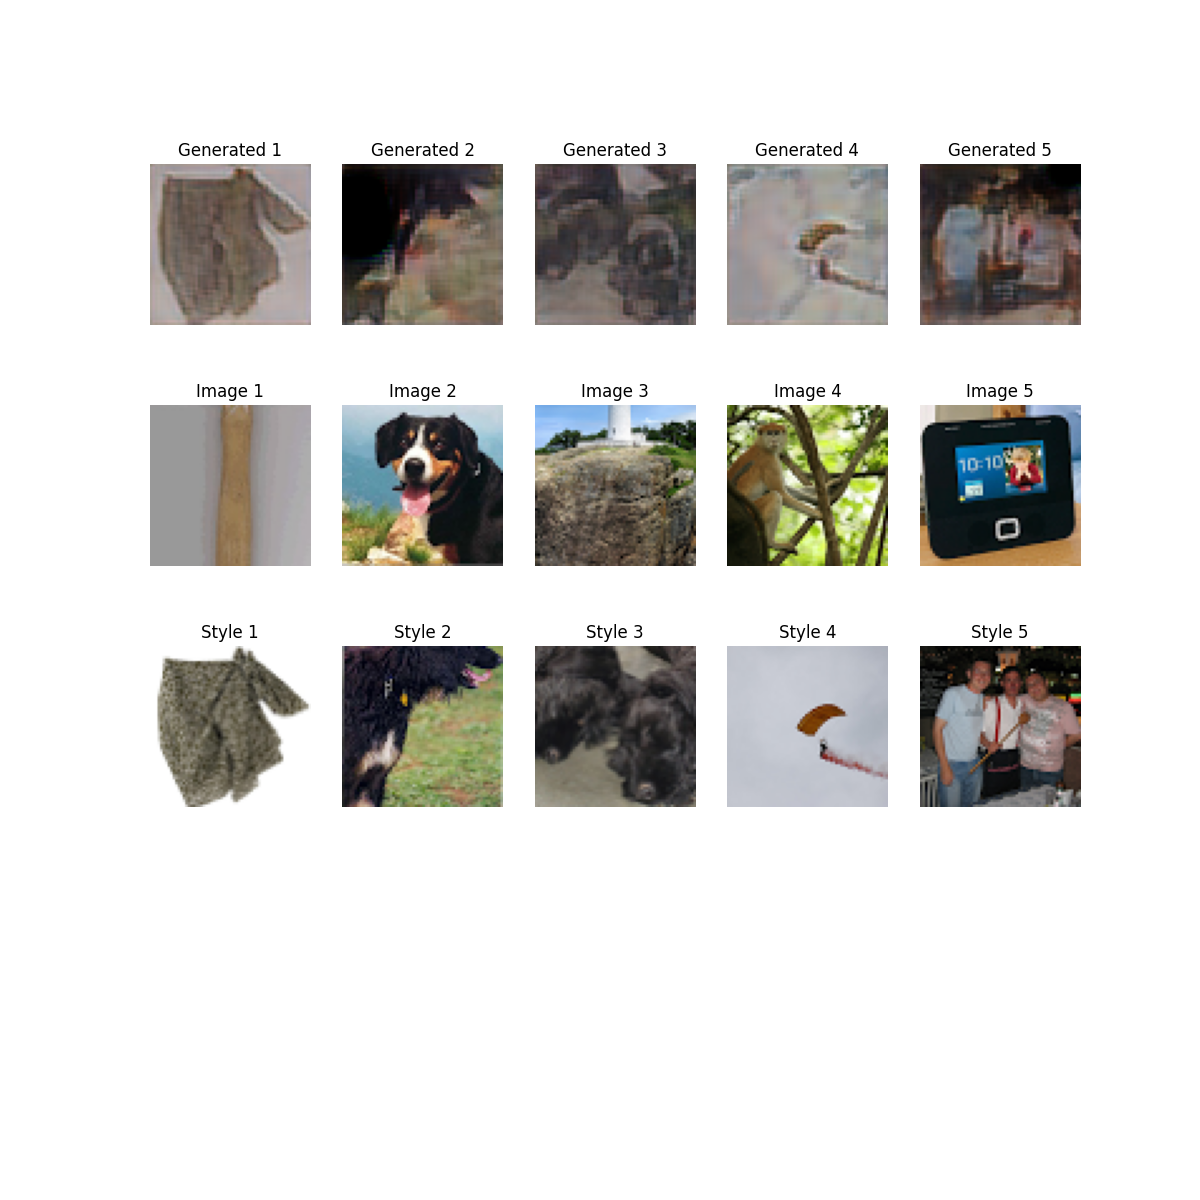 Generated 1
Generated 2
Generated 3
Generated 4
Generated 5
Image 1
Image 2
Image 3
Image 4
Image 5
10:10
Style 1
Style 2
Style 3
Style 4
Style 5